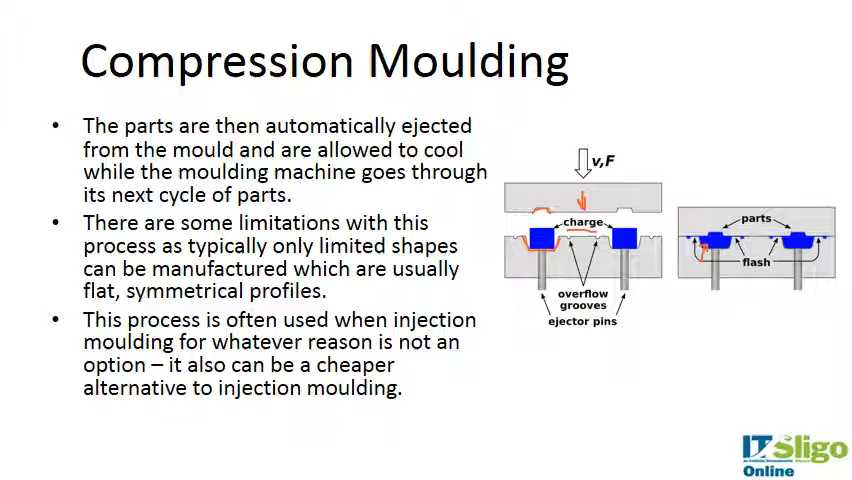 Compression Moulding
• The parts are then automatically ejected
from the mould and are allowed to cool
while the moulding machine goes through
its next cycle of parts.
• There are some limitations with this
process as typically only limited shapes
can be manufactured which are usually
flat, symmetrical profiles.
• This process is often used when injection
moulding for whatever reason is not an
option – it also can be a cheaper
alternative to injection moulding.
v,F
charge
overflow
grooves
ejector pins
parts
flash
IT Sligo
Online